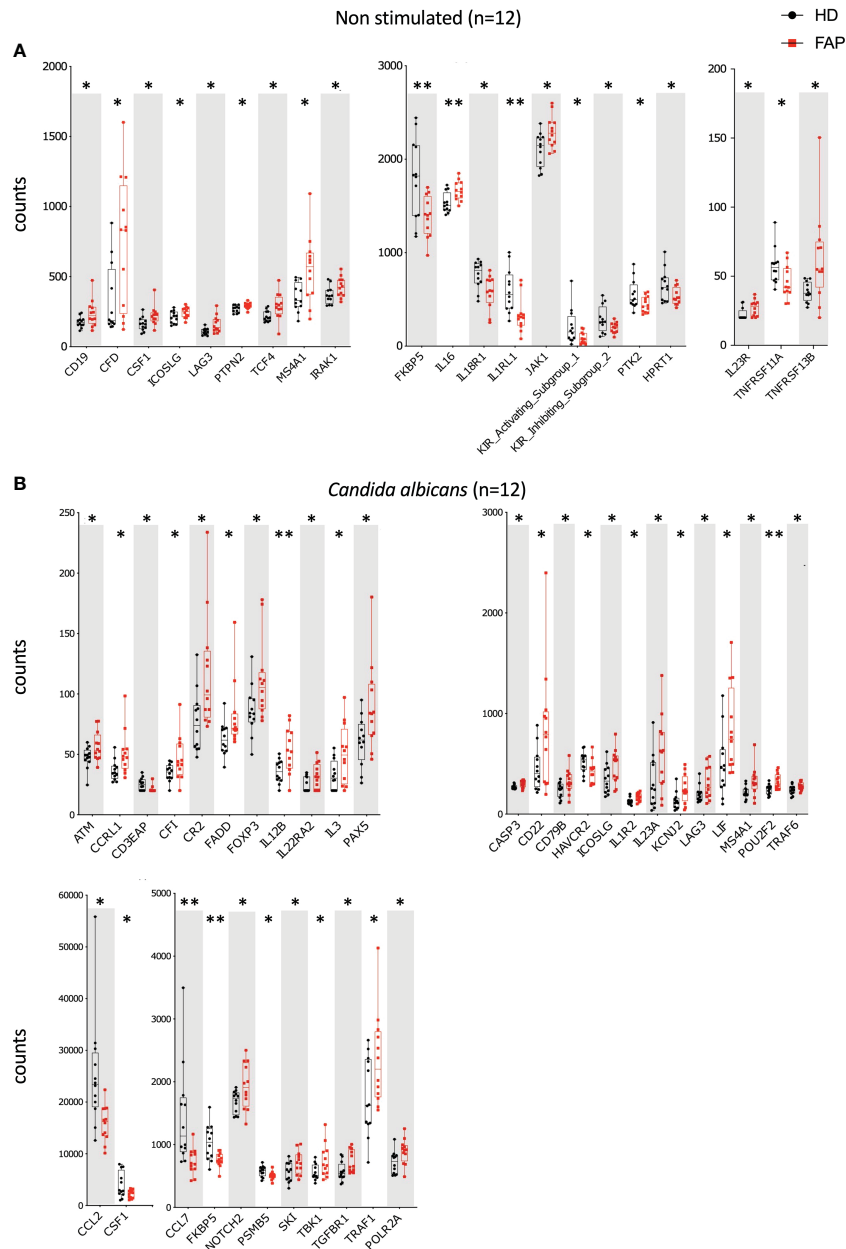 Non stimulated (n=12)
HD
FAP
A
counts
2000
1500
1000
500
0
* * * * * * * * *
CD19 CFD CSF1 ICOSLG LAG3 PTPN2 TCF4 MS4A1 IRAK1
3000
2000
1000
0
** ** * ** * * * * *
FKBP5 IL16 IL18R1 IL1RL1 JAK1 KIR_Activating_Subgroup_1 KIR_Inhibiting_Subgroup_2 PTK2 HPRT1
200
150
100
50
0
* * *
IL23R TNFRSF11A TNFRSF13B
B
Candida albicans (n=12)
counts
250
200
150
100
50
0
* * * * * * * ** * * *
ATM CCRL1 CD3EAP CFI CR2 FADD FOXP3 IL12B IL22RA2 IL3 PAX5
3000
2000
1000
0
* * * * * * * * * * * ** *
CASP3 CD22 CD79B HAVCR2 ICOSLG IL1R2 IL23A KCNJ2 LAG3 LIF MS4A1 POU2F2 TRAF6
counts
60000
50000
40000
30000
20000
10000
0
* *
CCL2 CSF1
5000
4000
3000
2000
1000
0
** ** * * * * * * *
CCL7 FKBP5 NOTCH2 PSMB5 SKI TBK1 TGFBR1 TRAF1 POLR2A